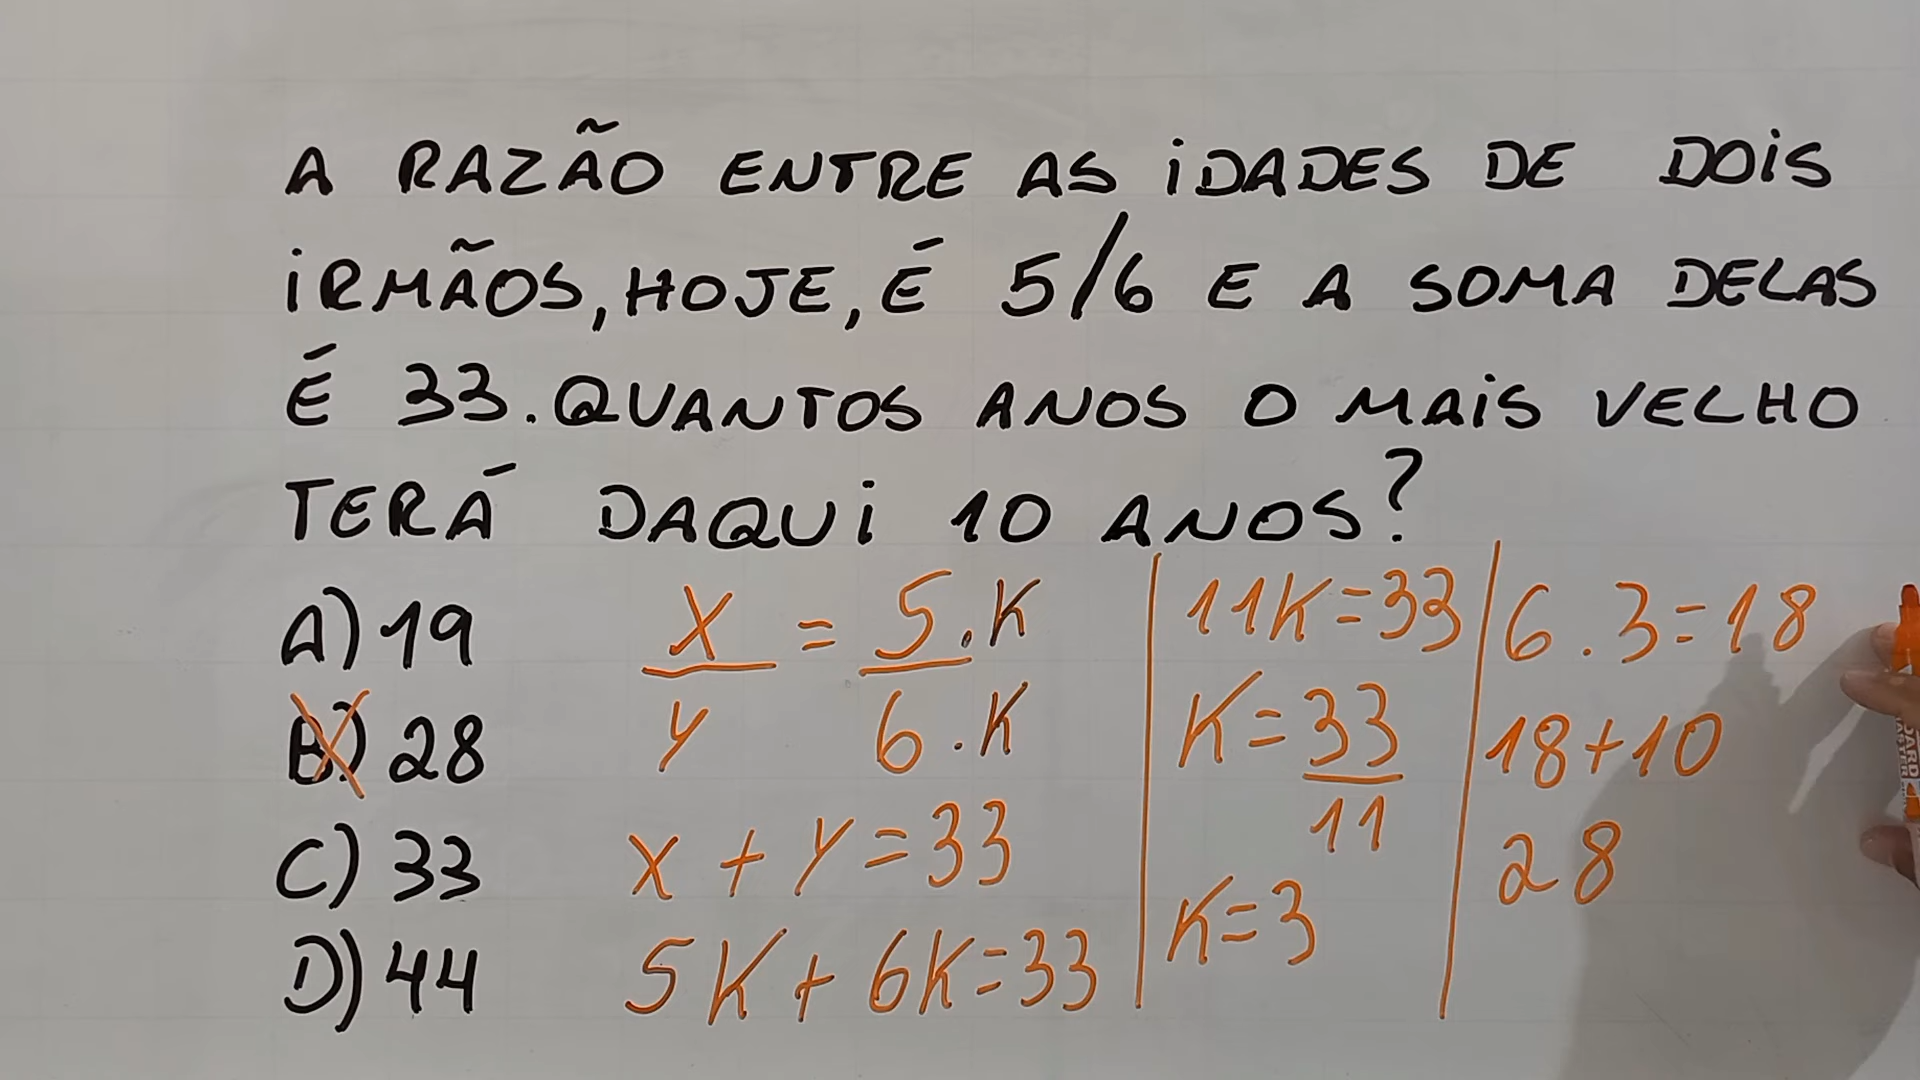 A RAZÃO ENTRE AS IDADES DE DOIS
IRMÃOS, HOJE, É 5/6 E A SOMA DELAS
É 33. QUANTOS ANOS O MAIS VELHO
TERÁ DAQUI 10 ANOS?
A) 19
B) 28
C) 33
D) 44
X/Y = 5.K/6.K
X + Y = 33
5K + 6K = 33
11K = 33
K = 33/11
K = 3
6 . 3 = 18
18 + 10
28